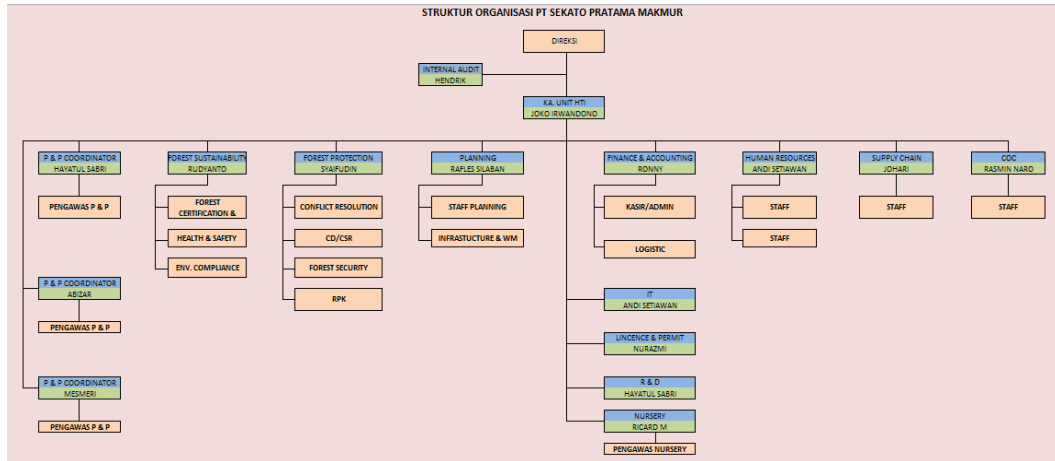 STRUKTUR ORGANISASI PT SEKATO PRATAMA MAKMUR
DIREKSI
INTERNAL AUDIT
HENDRIK
KA. UNIT HTI
JOKO IRWANDONO
P & P COORDINATOR
HAYATUL SABRI
PENGAWAS P & P
FOREST SUSTAINABILITY
RUDYANTO
FOREST
CERTIFICATION &
HEALTH & SAFETY
ENV. COMPLIANCE
FOREST PROTECTION
SYAIFUDIN
CONFLICT RESOLUTION
CD/CSR
FOREST SECURITY
RPK
PLANNING
RAFLES SILABAN
STAFF PLANNING
INFRASTUCTURE & WM
FINANCE & ACCOUNTING
RONNY
KASIR/ADMIN
LOGISTIC
HUMAN RESOURCES
ANDI SETIAWAN
STAFF
STAFF
SUPPLY CHAIN
JOHARI
STAFF
COC
RASMIN NARO
STAFF
P & P COORDINATOR
ABIZAR
PENGAWAS P & P
P & P COORDINATOR
MESMERI
PENGAWAS P & P
IT
ANDI SETIAWAN
LINCENCE & PERMIT
NURAZMI
R & D
HAYATUL SABRI
NURSERY
RICARD M
PENGAWAS NURSERY